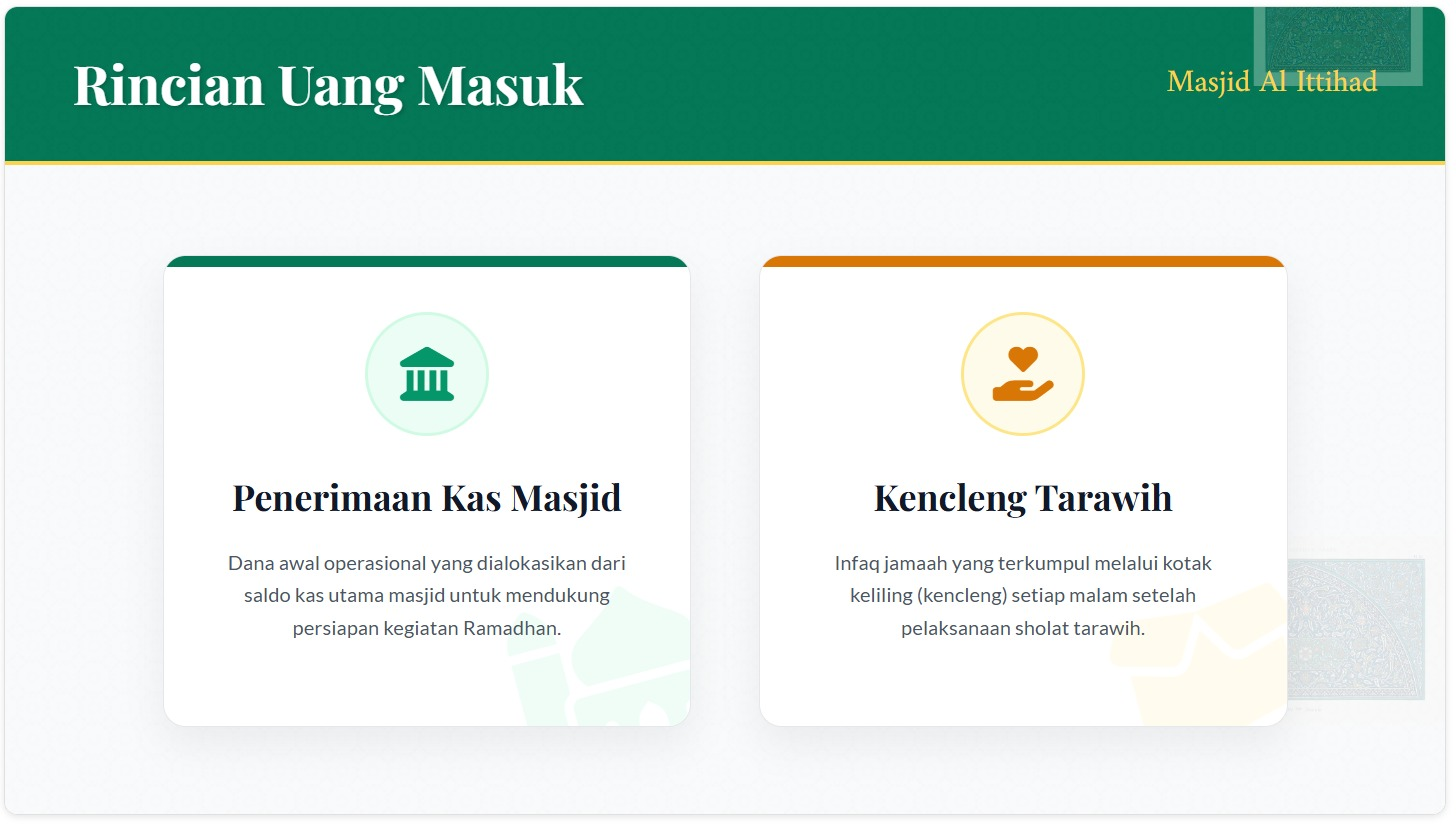 Rincian Uang Masuk
Masjid Al Ittihad
Penerimaan Kas Masjid
Dana awal operasional yang dialokasikan dari
saldo kas utama masjid untuk mendukung
persiapan kegiatan Ramadhan.
Kencleng Tarawih
Infaq jamaah yang terkumpul melalui kotak
keliling (kencleng) setiap malam setelah
pelaksanaan sholat tarawih.